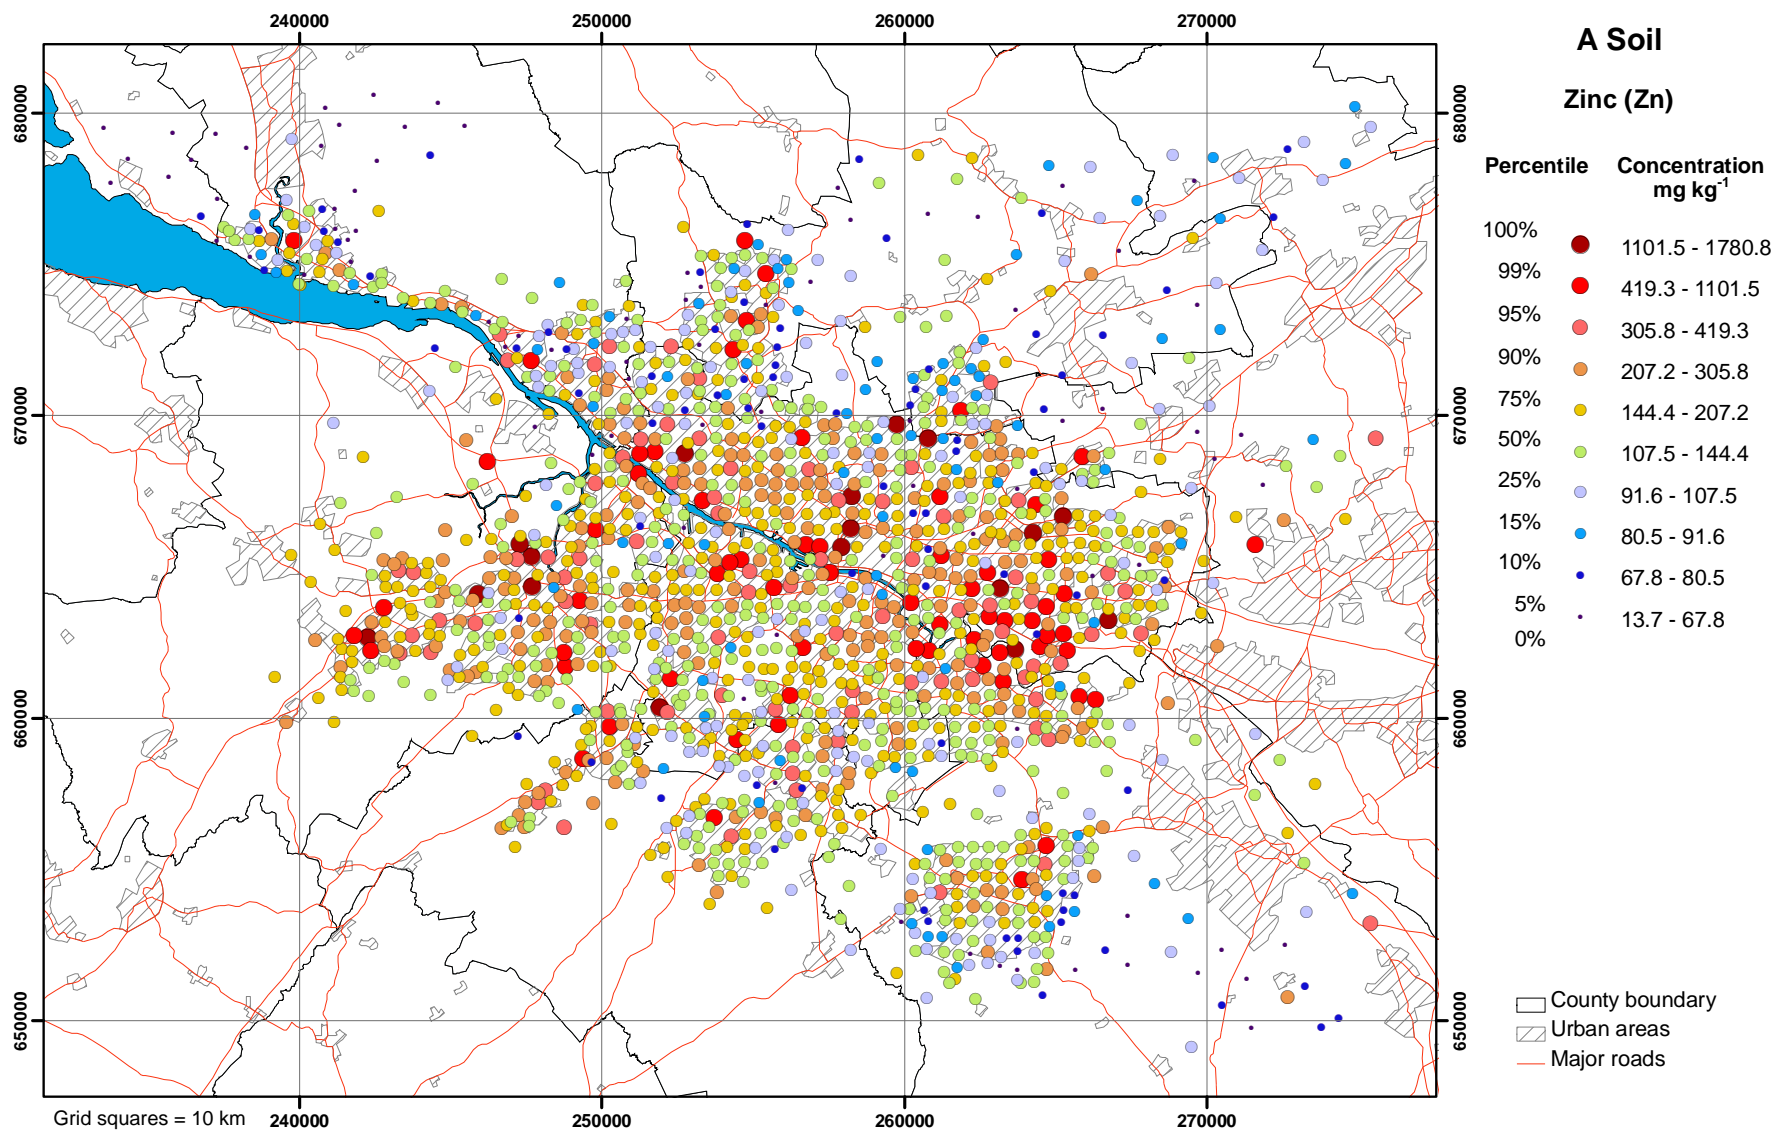 240000 250000 260000 270000
A Soil
Zinc (Zn)
680000 680000
Percentile Concentration
mg kg-1
100%
1101.5 - 1780.8
99%
419.3 - 1101.5
95%
305.8 - 419.3
90%
207.2 - 305.8
75%
144.4 - 207.2
50%
107.5 - 144.4
25%
91.6 - 107.5
15%
80.5 - 91.6
10%
67.8 - 80.5
5%
13.7 - 67.8
0%
670000 670000
660000 660000
650000 650000
County boundary
Urban areas
Major roads
Grid squares = 10 km
240000 250000 260000 270000